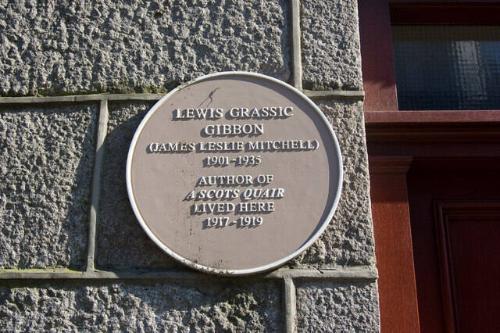 LEWIS GRASSIC
GIBBON
(JAMES LESLIE MITCHELL)
1901-1935
AUTHOR OF
A SCOTS QUAIR
LIVED HERE
1917-1919